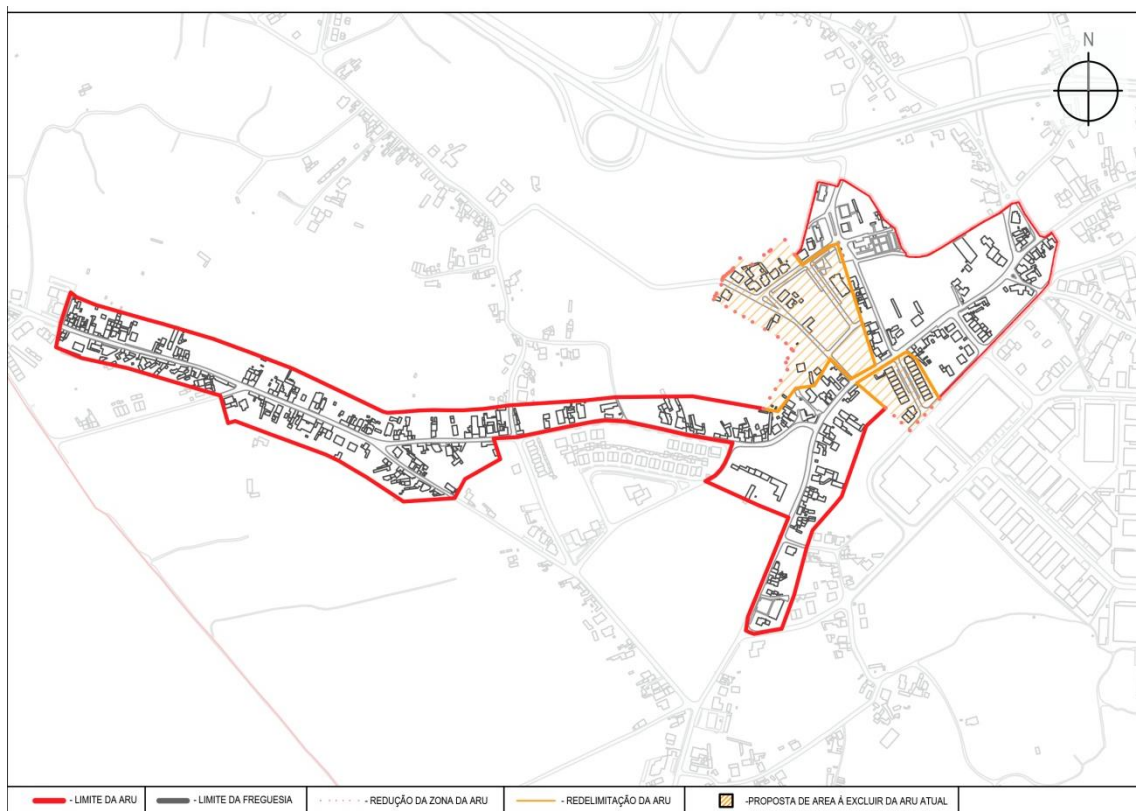 N
- LIMITE DA ARU
- LIMITE DA FREGUESIA
- REDUÇÃO DA ZONA DA ARU
- REDELIMITAÇÃO DA ARU
-PROPOSTA DE AREA Á EXCLUIR DA ARU ATUAL